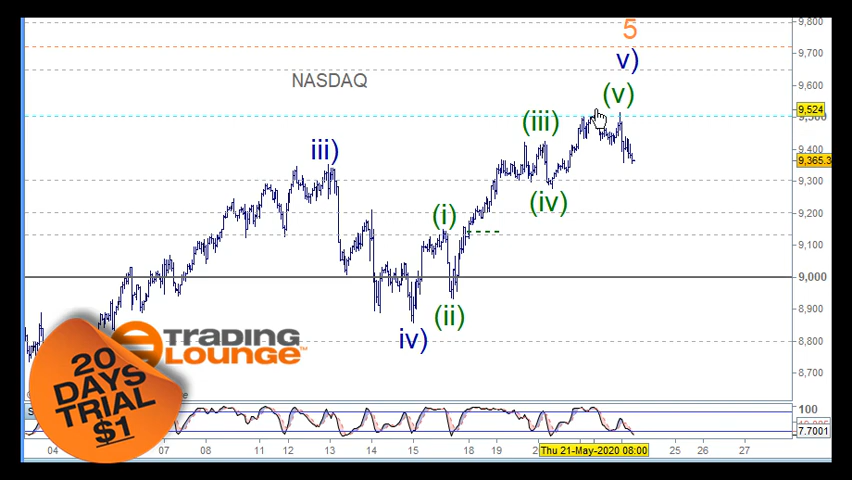 9,800
5
9,700
v)
NASDAQ
9,600
(v)
9,524
(iii)
9,400
9,365.3
iii)
9,300
(iv)
9,200
(i)
9,100
9,000
(ii)
8,900
iv)
8,800
TRADING
LOUNGE™
8,700
20
DAYS
TRIAL
$1
100
7.7001
04
07
08
11
12
13
14
15
18
19
Thu 21-May-2020 08:00
25
26
27